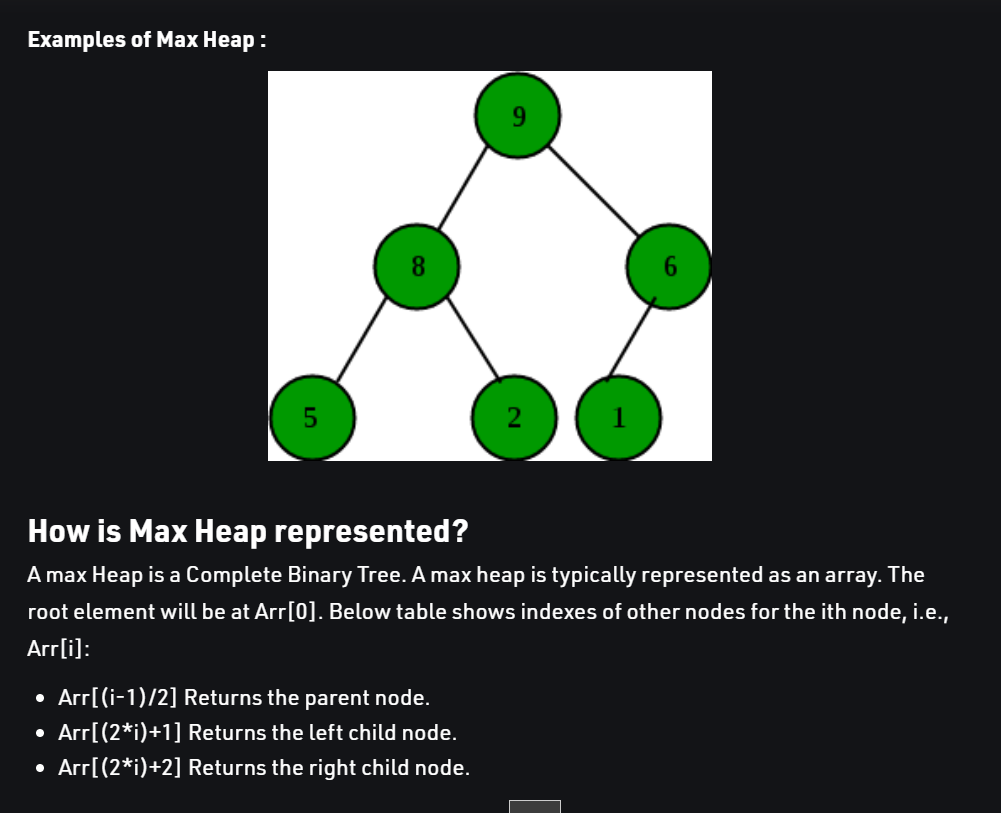 Examples of Max Heap :
9
8
6
5
2
1
How is Max Heap represented?
A max Heap is a Complete Binary Tree. A max heap is typically represented as an array. The
root element will be at Arr[0]. Below table shows indexes of other nodes for the ith node, i.e.,
Arr[i]:
• Arr[(i-1)/2] Returns the parent node.
• Arr[(2*i)+1] Returns the left child node.
• Arr[(2*i)+2] Returns the right child node.